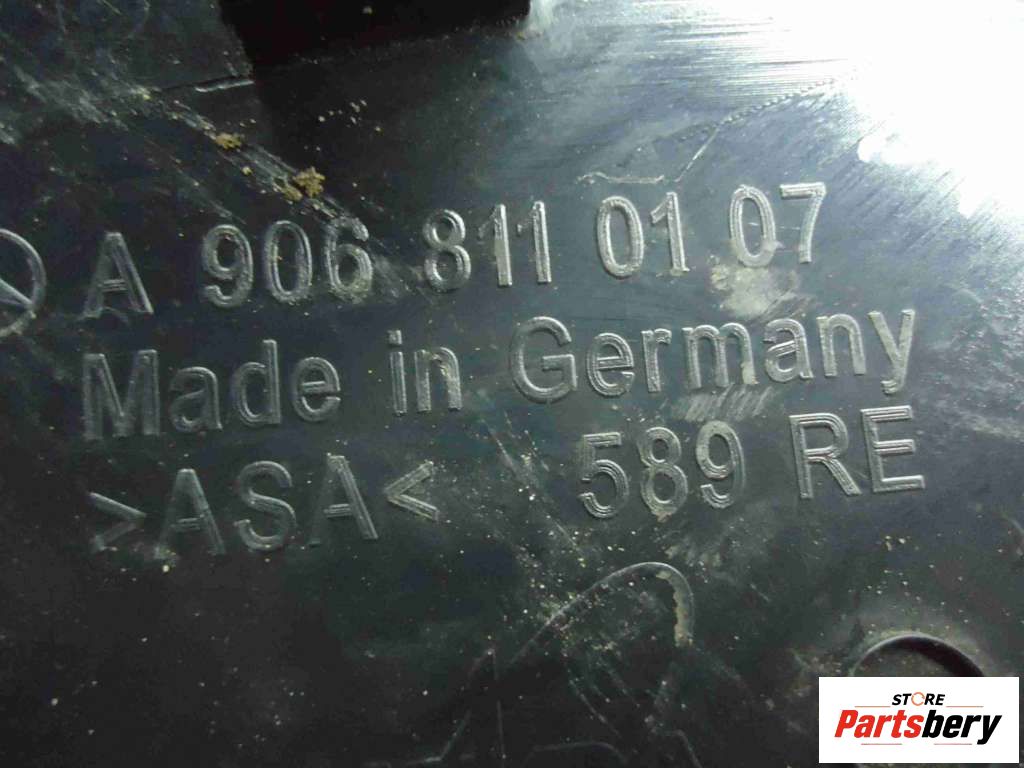 A 906 811 01 07
Made in Germany
>ASA< 589 RE
STORE
Partsbery